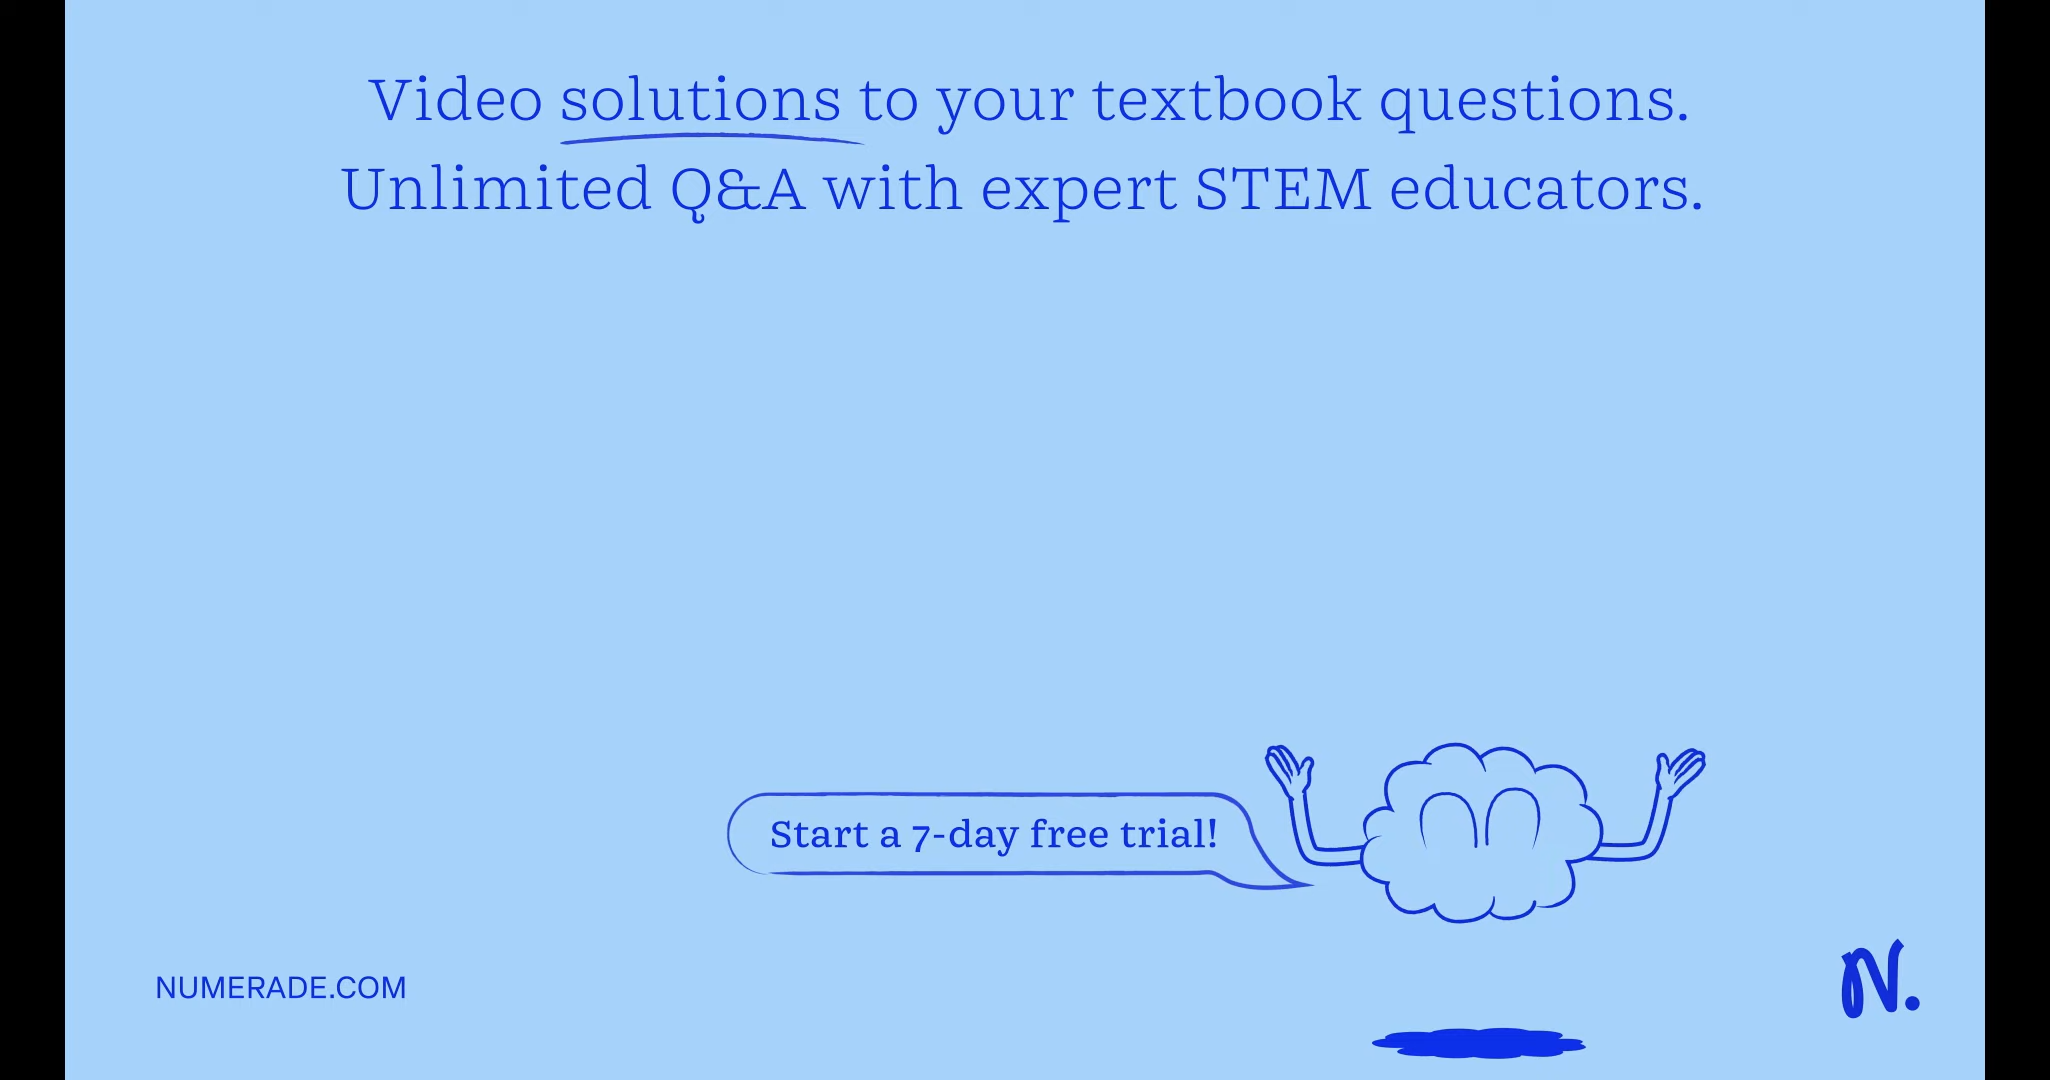 Video solutions to your textbook questions.
Unlimited Q&A with expert STEM educators.
Start a 7-day free trial!
NUMERADE.COM
N.